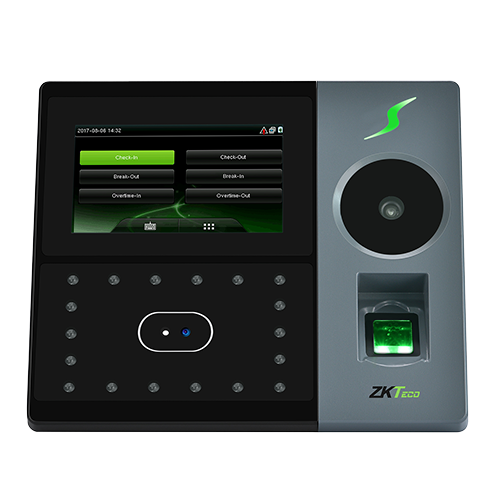 2017-08-08 14:32
Check-In Check-Out
Break-Out Break-In
Overtime-In Overtime-Out
ZKTeco